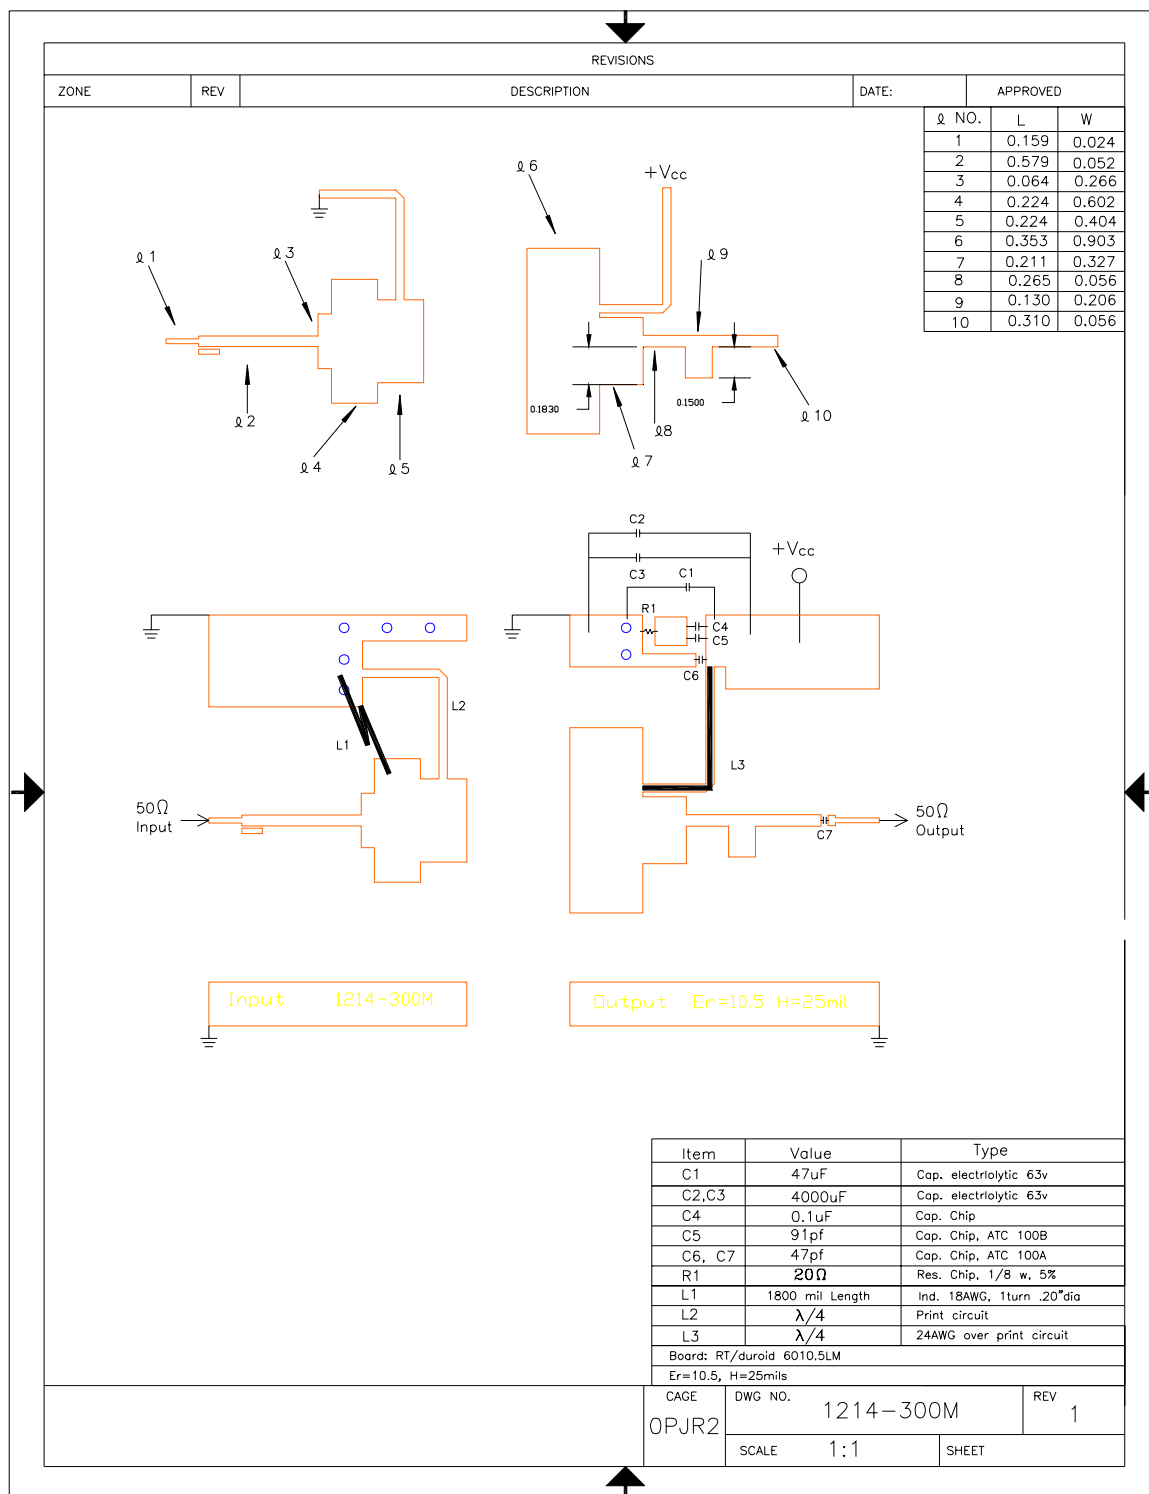 REVISIONS
ZONE REV DESCRIPTION DATE: APPROVED
ℓ NO. L W
1 0.159 0.024
2 0.579 0.052
3 0.064 0.266
4 0.224 0.602
5 0.224 0.404
6 0.353 0.903
7 0.211 0.327
8 0.265 0.056
9 0.130 0.206
10 0.310 0.056
ℓ 1
ℓ 3
ℓ 2
ℓ 4
ℓ 5
ℓ 6
+Vcc
ℓ 9
0.1830
0.1500
ℓ 10
ℓ8
ℓ 7
C2
C3
C1
+Vcc
R1
C4
C5
C6
L2
L1
L3
50Ω
Input
C7
50Ω
Output
Input 1214-300M
Output Er=10.5 H=25mil
Item Value Type
C1 47uF Cap. electrlolytic 63v
C2,C3 4000uF Cap. electrlolytic 63v
C4 0.1uF Cap. Chip
C5 91pf Cap. Chip, ATC 100B
C6, C7 47pf Cap. Chip, ATC 100A
R1 20Ω Res. Chip, 1/8 w, 5%
L1 1800 mil Length Ind. 18AWG, 1turn .20"dia
L2 λ/4 Print circuit
L3 λ/4 24AWG over print circuit
Board: RT/duroid 6010.5LM
Er=10.5, H=25mils
CAGE DWG NO. REV
0PJR2 1214-300M 1
SCALE 1:1 SHEET